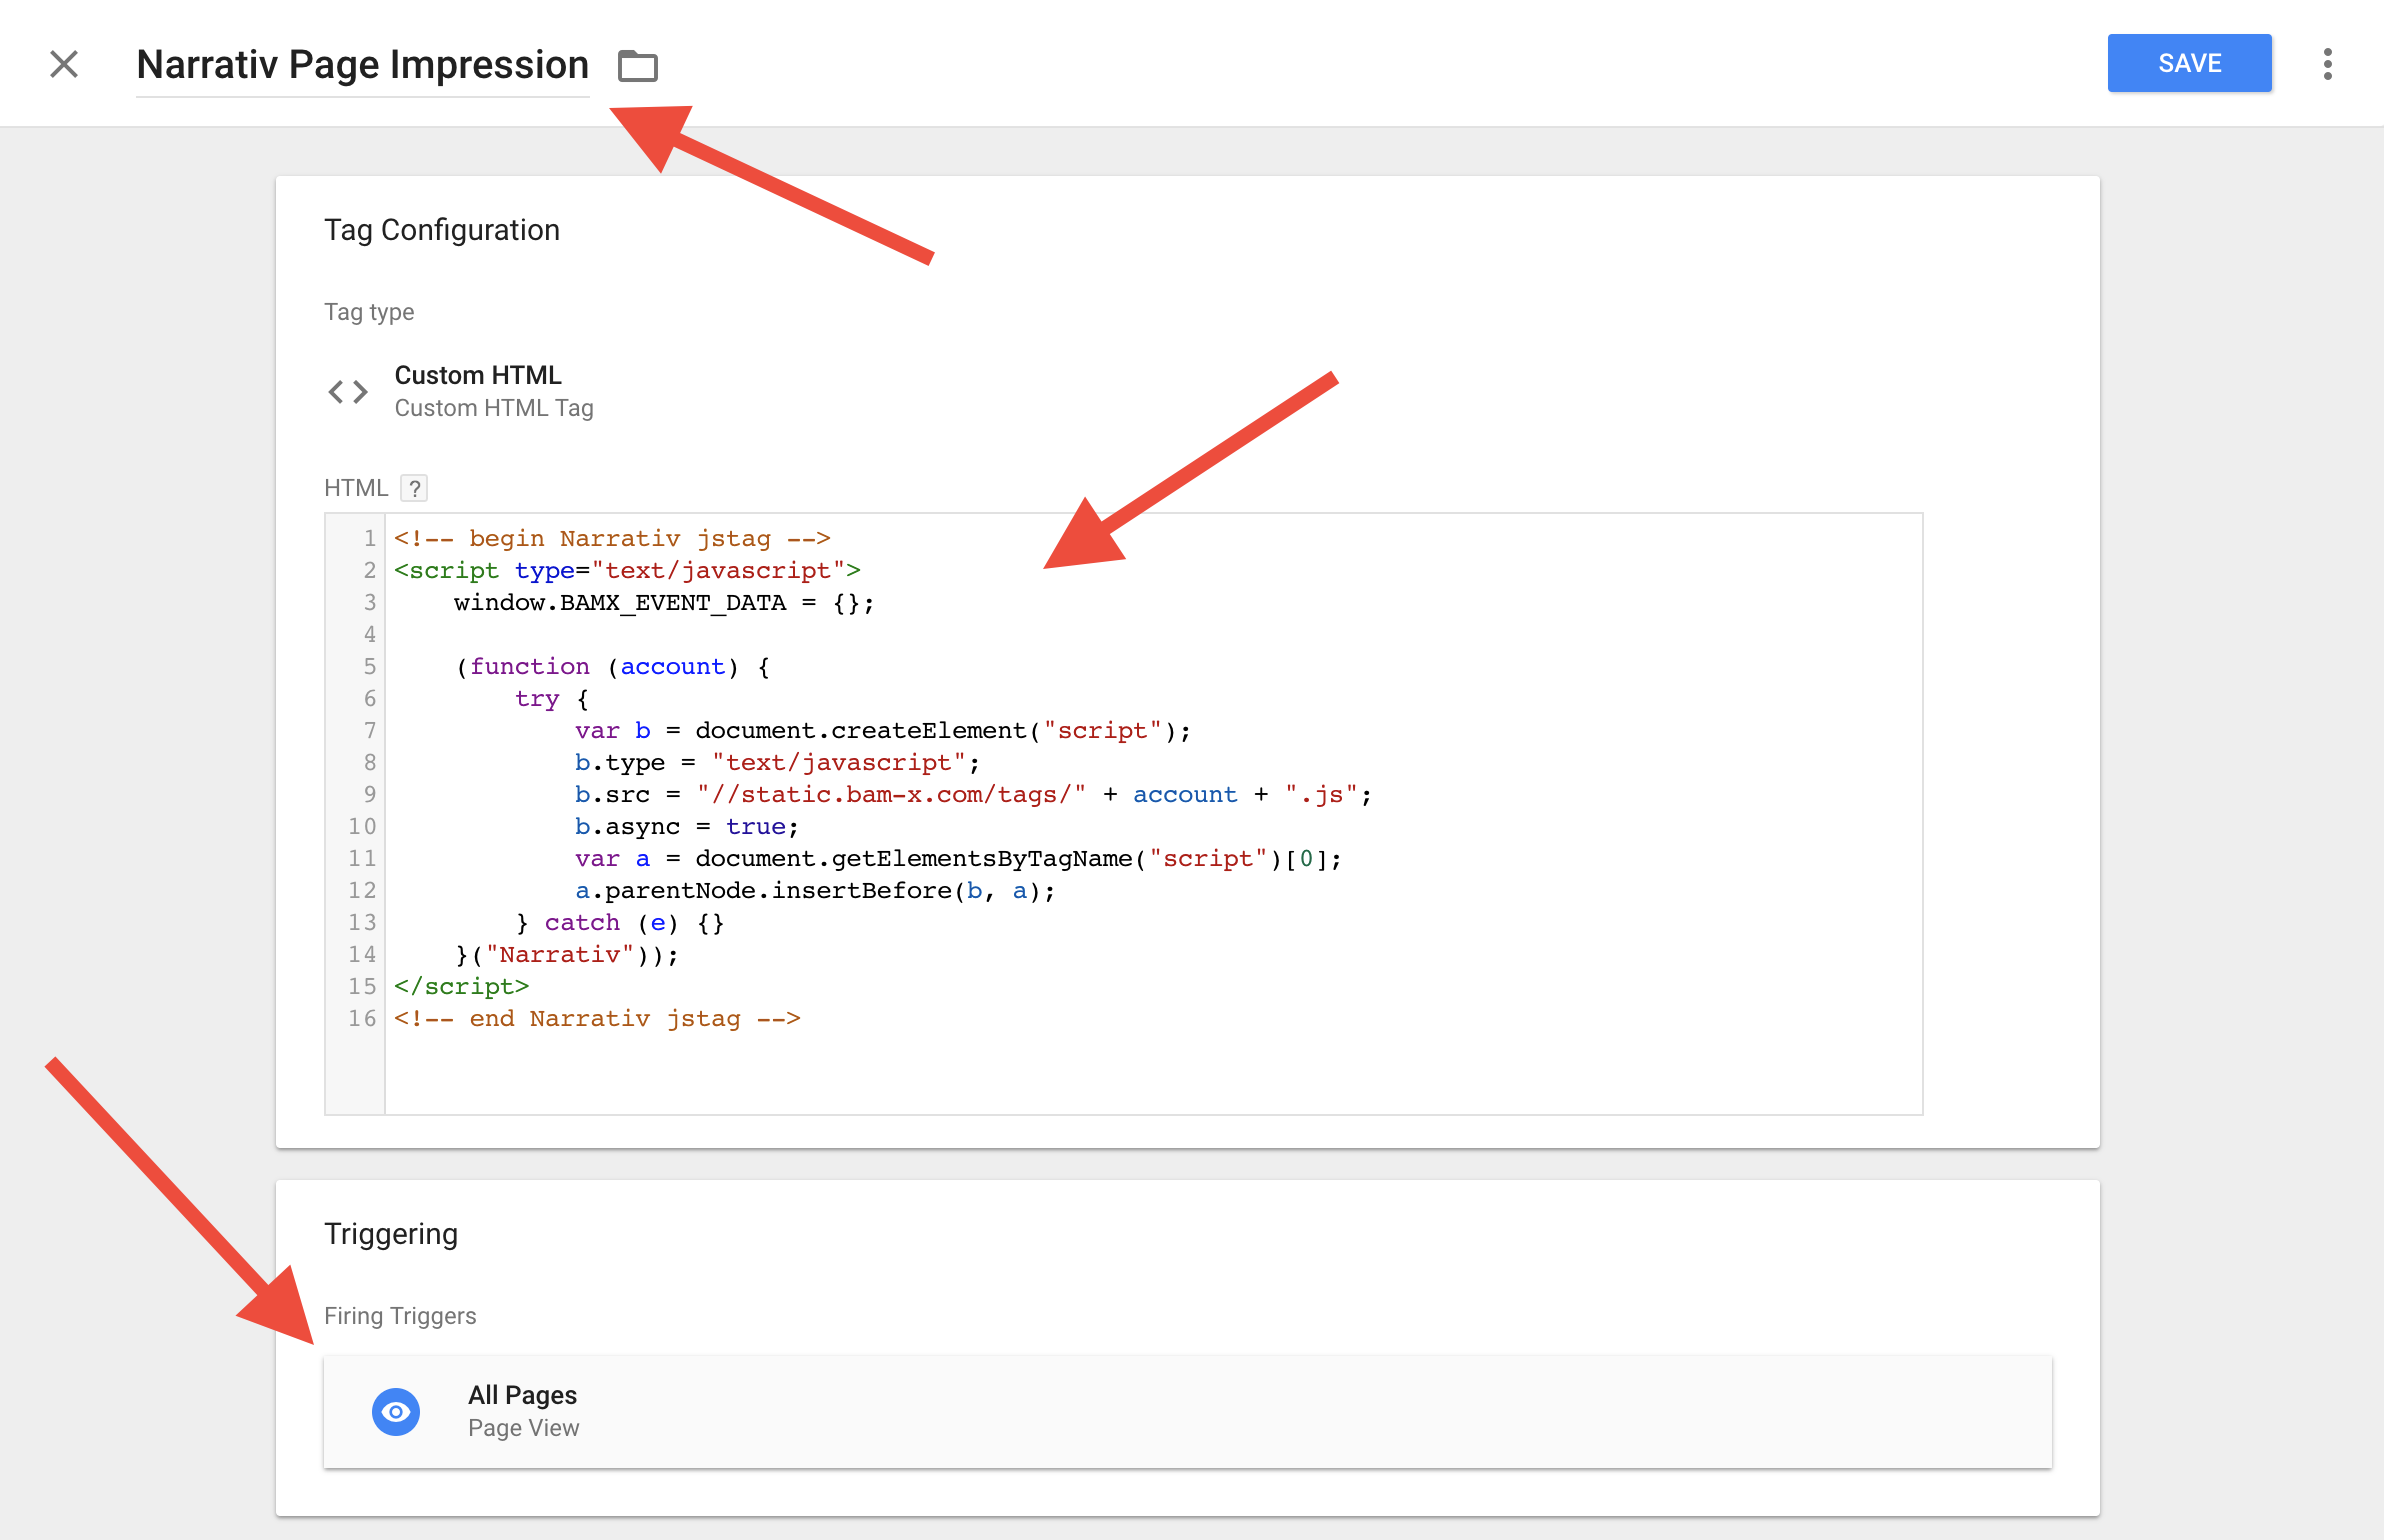 Narrativ Page Impression
SAVE
Tag Configuration
Tag type
Custom HTML
Custom HTML Tag
HTML ?
1 <!-- begin Narrativ jstag -->
2 <script type="text/javascript">
3     window.BAMX_EVENT_DATA = {};
4
5     (function (account) {
6         try {
7             var b = document.createElement("script");
8             b.type = "text/javascript";
9             b.src = "//static.bam-x.com/tags/" + account + ".js";
10             b.async = true;
11             var a = document.getElementsByTagName("script")[0];
12             a.parentNode.insertBefore(b, a);
13         } catch (e) {}
14     }("Narrativ"));
15 </script>
16 <!-- end Narrativ jstag -->
Triggering
Firing Triggers
All Pages
Page View